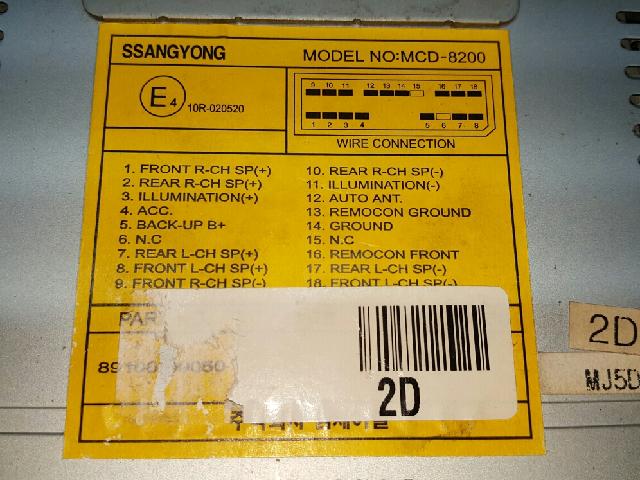 SSANGYONG MODEL NO:MCD-8200
E4 10R-020520
9 10 11 12 13 14 15 16 17 18
1 2 3 4 5 6 7 8
WIRE CONNECTION
1. FRONT R-CH SP(+)
2. REAR R-CH SP(+)
3. ILLUMINATION(+)
4. ACC.
5. BACK-UP B+
6. N.C
7. REAR L-CH SP(+)
8. FRONT L-CH SP(+)
9. FRONT R-CH SP(-)
10. REAR R-CH SP(-)
11. ILLUMINATION(-)
12. AUTO ANT.
13. REMOCON GROUND
14. GROUND
15. N.C
16. REMOCON FRONT
17. REAR L-CH SP(-)
18. FRONT L-CH SP(-)
PAR
2D
2D
MJ5D